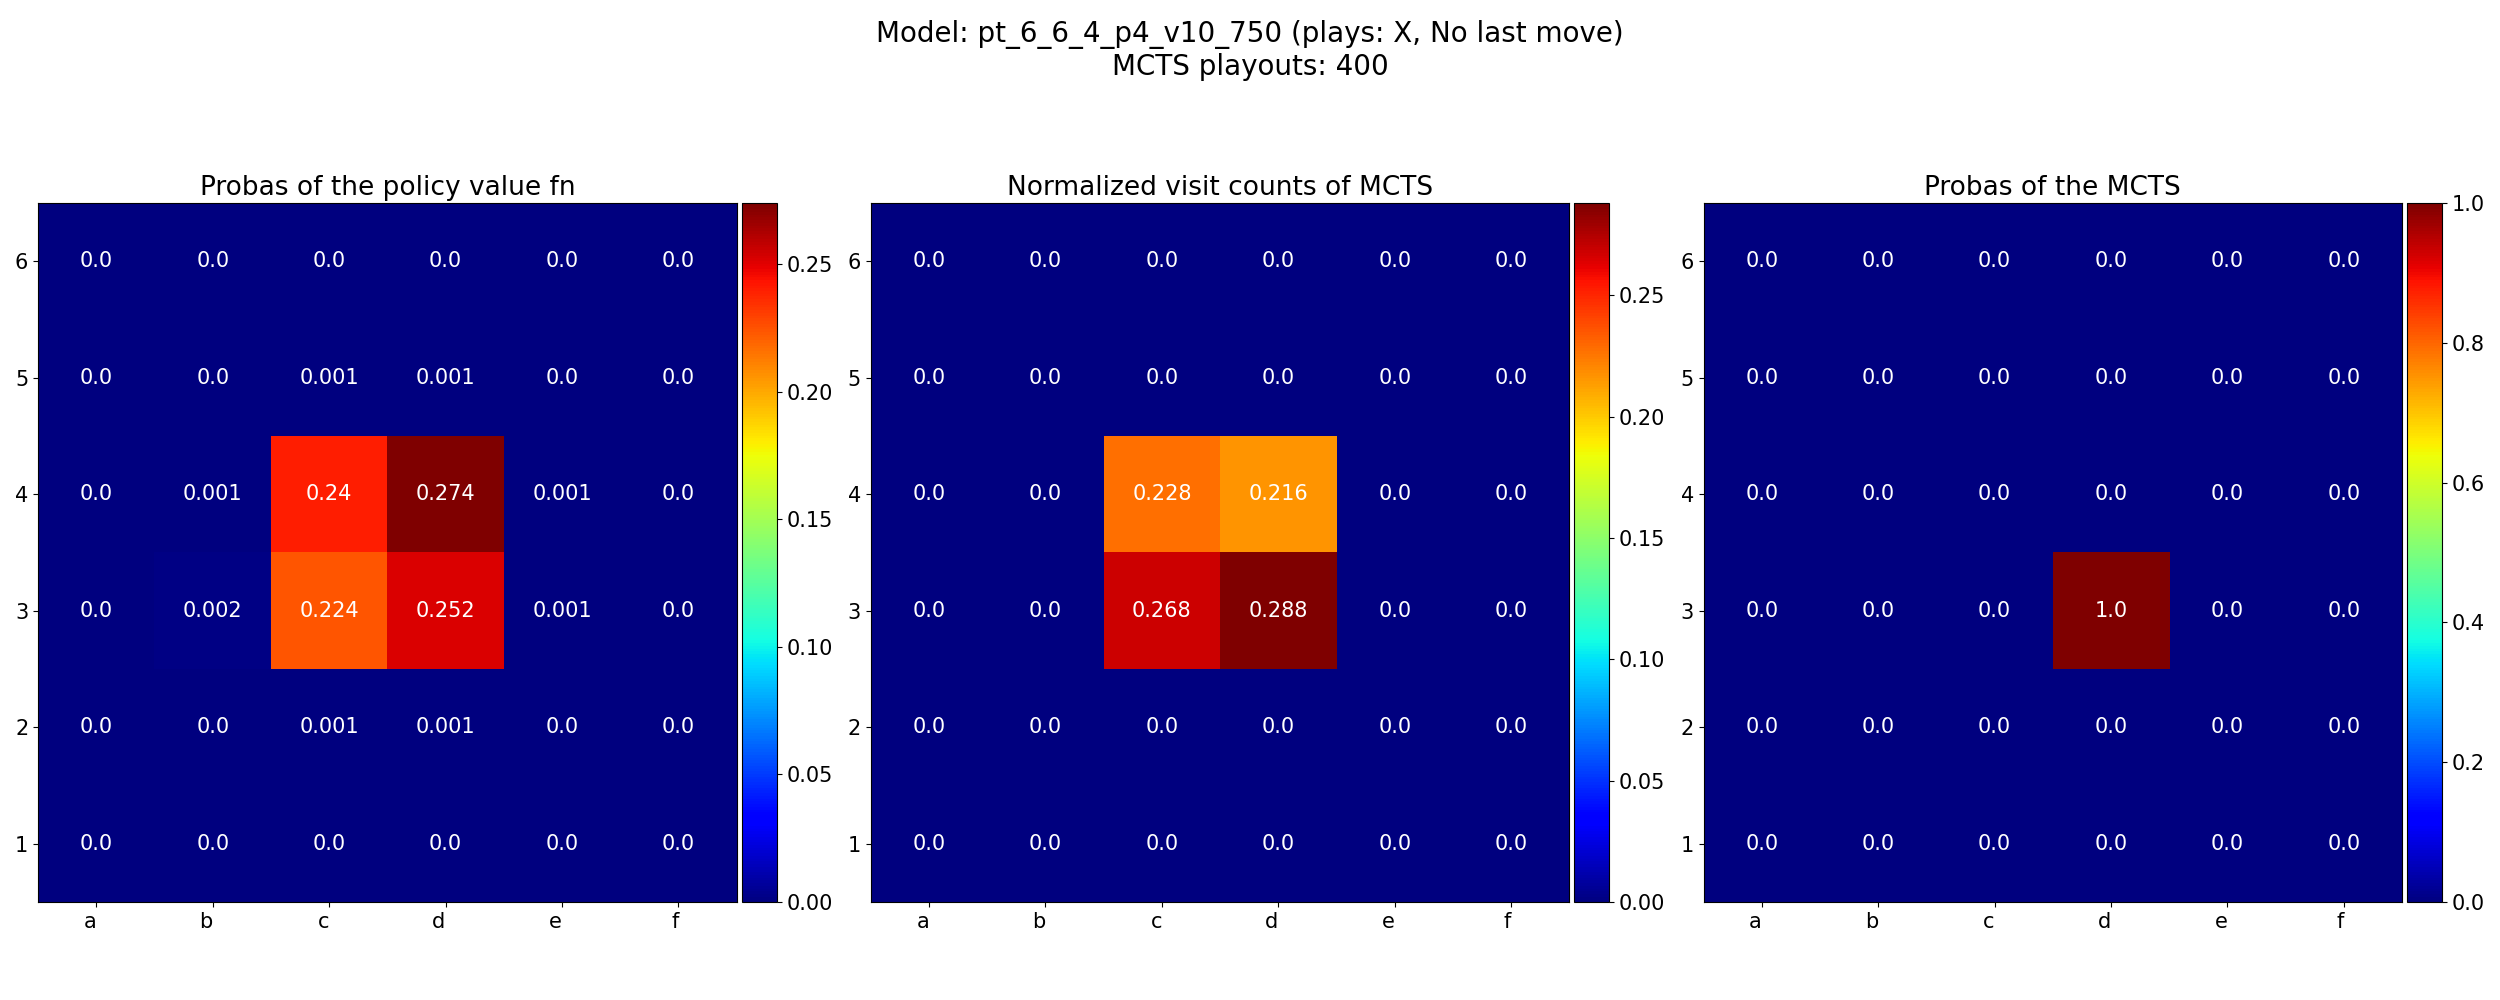 Model: pt_6_6_4_p4_v10_750 (plays: X, No last move)
MCTS playouts: 400
Probas of the policy value fn
6 0.0 0.0 0.0 0.0 0.0 0.0
5 0.0 0.0 0.001 0.001 0.0 0.0
4 0.0 0.001 0.24 0.274 0.001 0.0
3 0.0 0.002 0.224 0.252 0.001 0.0
2 0.0 0.0 0.001 0.001 0.0 0.0
1 0.0 0.0 0.0 0.0 0.0 0.0
a b c d e f
0.25
0.20
0.15
0.10
0.05
0.00
Normalized visit counts of MCTS
6 0.0 0.0 0.0 0.0 0.0 0.0
5 0.0 0.0 0.0 0.0 0.0 0.0
4 0.0 0.0 0.228 0.216 0.0 0.0
3 0.0 0.0 0.268 0.288 0.0 0.0
2 0.0 0.0 0.0 0.0 0.0 0.0
1 0.0 0.0 0.0 0.0 0.0 0.0
a b c d e f
0.25
0.20
0.15
0.10
0.05
0.00
Probas of the MCTS
6 0.0 0.0 0.0 0.0 0.0 0.0
5 0.0 0.0 0.0 0.0 0.0 0.0
4 0.0 0.0 0.0 0.0 0.0 0.0
3 0.0 0.0 0.0 1.0 0.0 0.0
2 0.0 0.0 0.0 0.0 0.0 0.0
1 0.0 0.0 0.0 0.0 0.0 0.0
a b c d e f
1.0
0.8
0.6
0.4
0.2
0.0